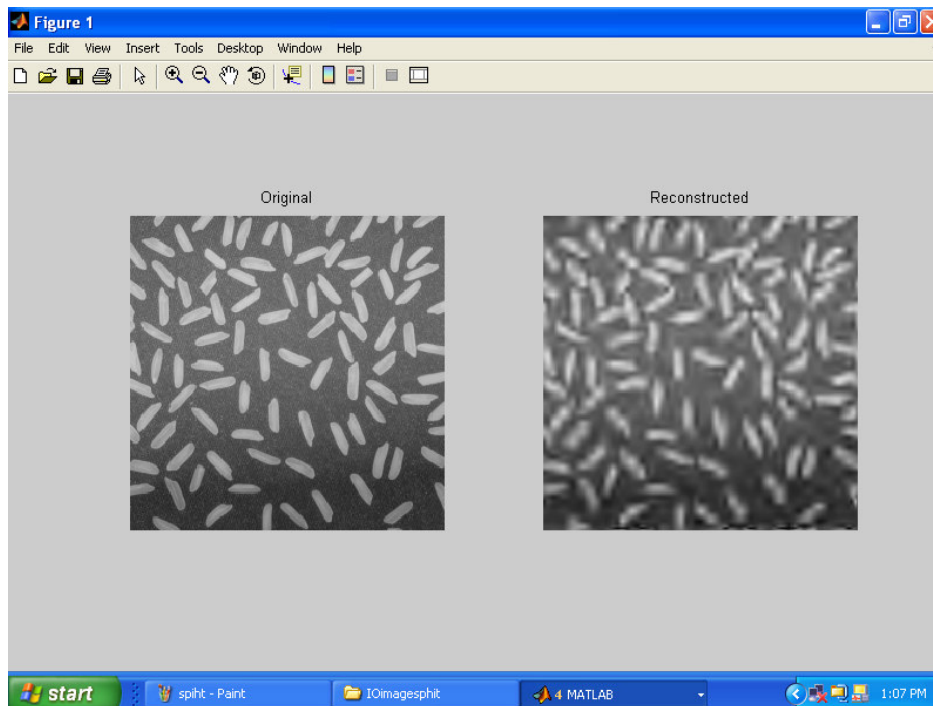 Figure 1
File Edit View Insert Tools Desktop Window Help
Original
Reconstructed
start
spiht - Paint
IOimagesphit
4 MATLAB
1:07 PM